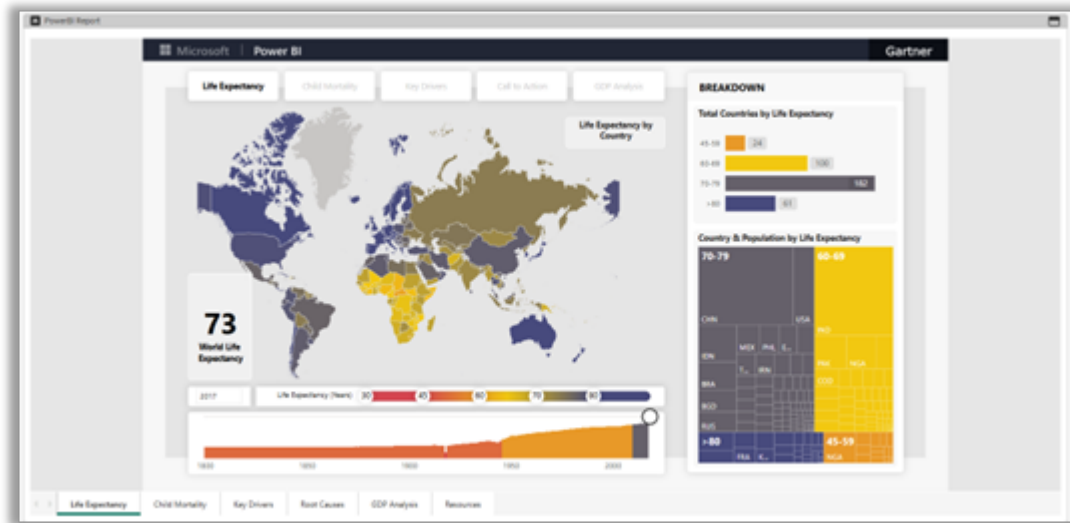 PowerBI Report
Microsoft | Power BI
Gartner
Life Expectancy
Child Mortality
Key Drivers
Call to Action
GDP Analysis
Life Expectancy by
Country
73
World Life
Expectancy
2017
Life Expectancy (Years)
30
45
60
70
80
1800
1850
1900
1950
2000
BREAKDOWN
Total Countries by Life Expectancy
45-59
24
60-69
100
70-79
182
>80
61
Country & Population by Life Expectancy
70-79
60-69
CHN
USA
IND
IDN
MEX
PHL
E...
T...
IRN
PAK
NGA
BRA
COD
BGD
RUS
>80
FRA
K...
45-59
NGA
Life Expectancy
Child Mortality
Key Drivers
Root Causes
GDP Analysis
Resources